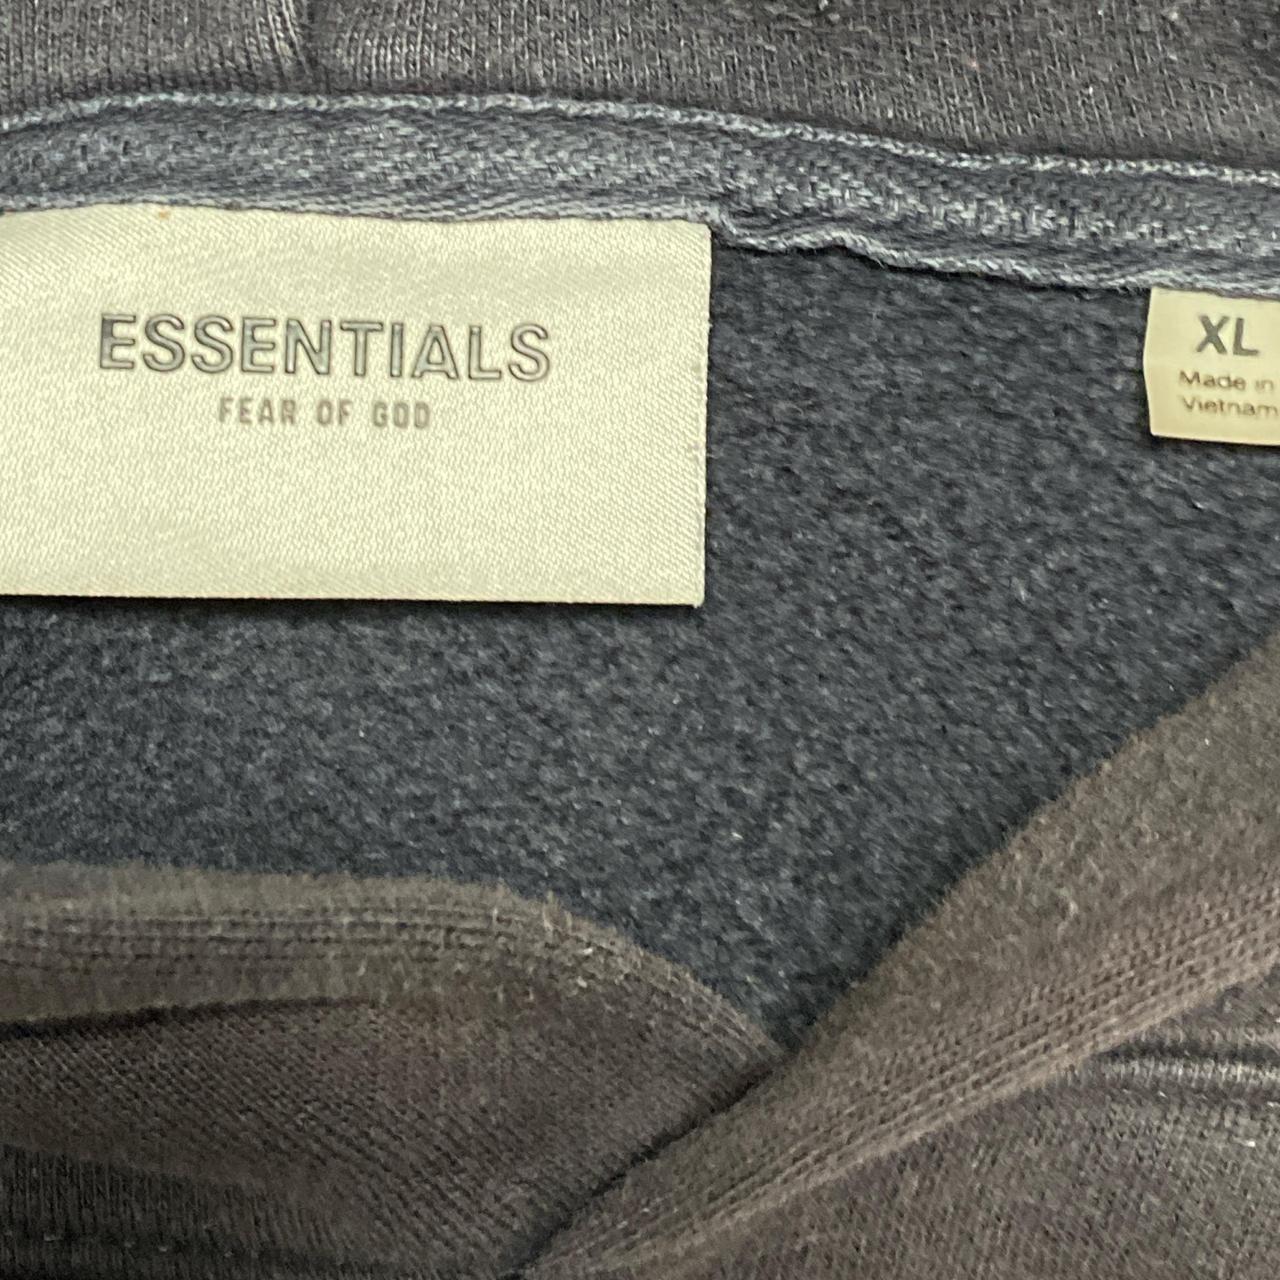 ESSENTIALS
FEAR OF GOD
XL
Made in
Vietnam